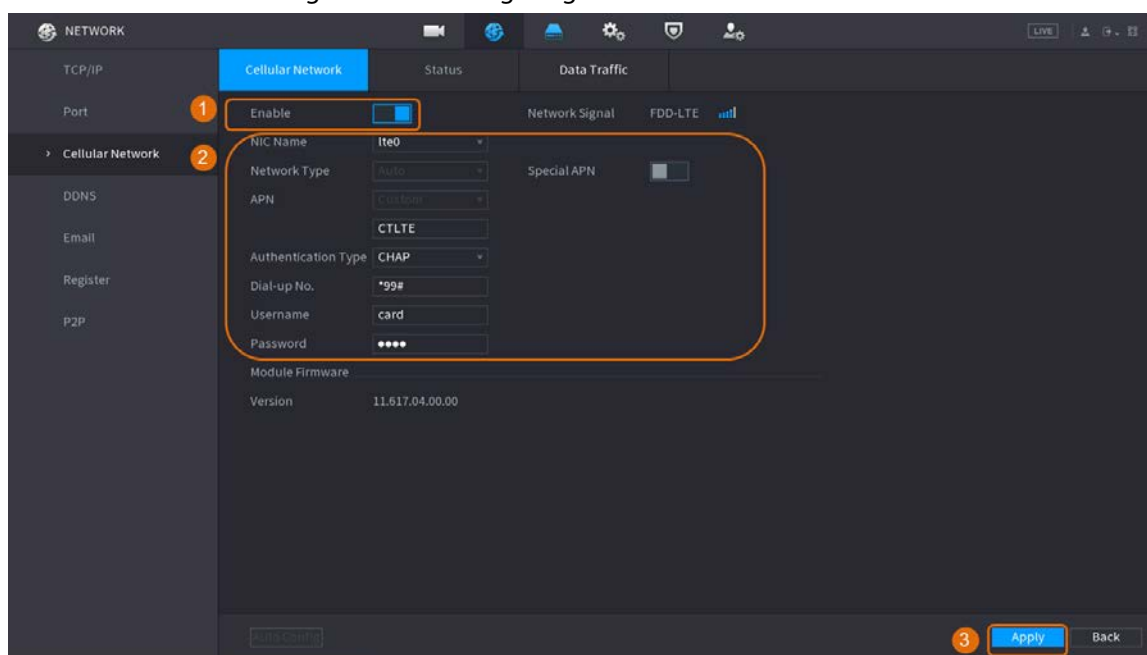 NETWORK
LIVE
TCP/IP
Port
Cellular Network
DDNS
Email
Register
P2P
Cellular Network Status Data Traffic
1 Enable Network Signal FDD-LTE
2
NIC Name lte0
Network Type Auto Special APN
APN Custom
CTLTE
Authentication Type CHAP
Dial-up No. *99#
Username card
Password ••••
Module Firmware
Version 11.617.04.00.00
Auto Config 3 Apply Back